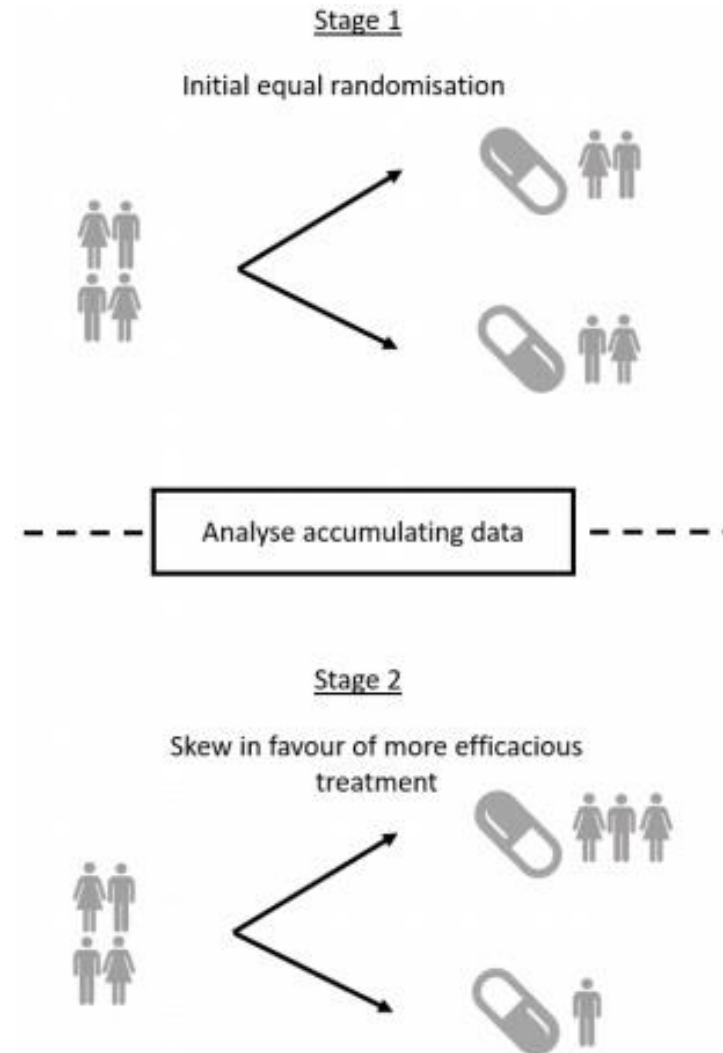 Stage 1
Initial equal randomisation
Analyse accumulating data
Stage 2
Skew in favour of more efficacious
treatment